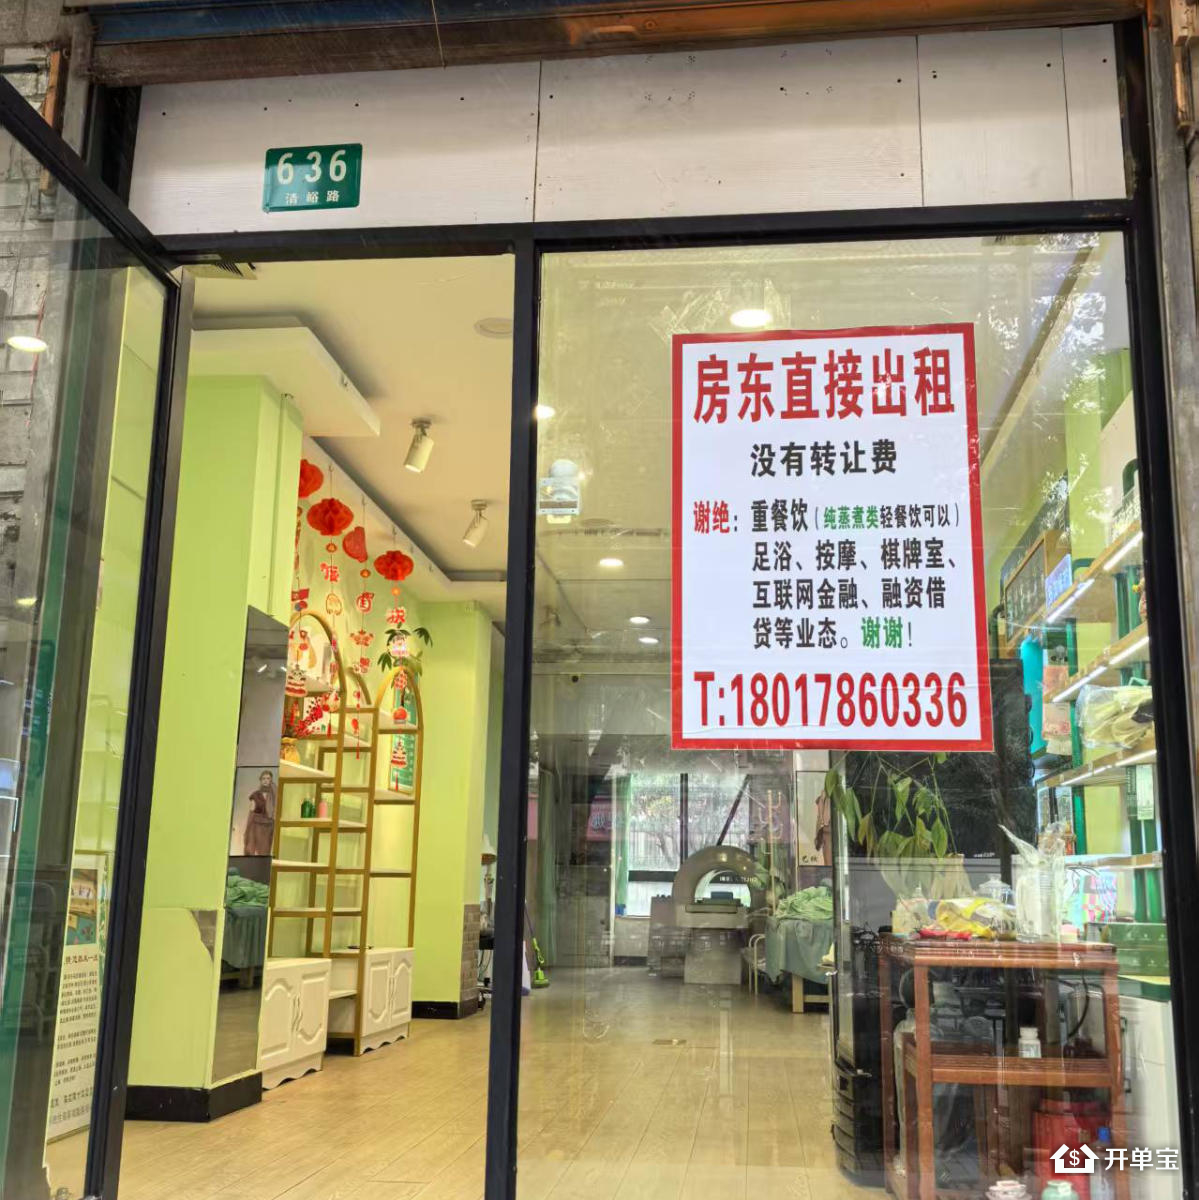 636
清峪路
房东直接出租
没有转让费
谢绝：重餐饮（纯蒸煮类轻餐饮可以）
足浴、按摩、棋牌室、
互联网金融、融资借
贷等业态。谢谢！
T:18017860336
开单宝